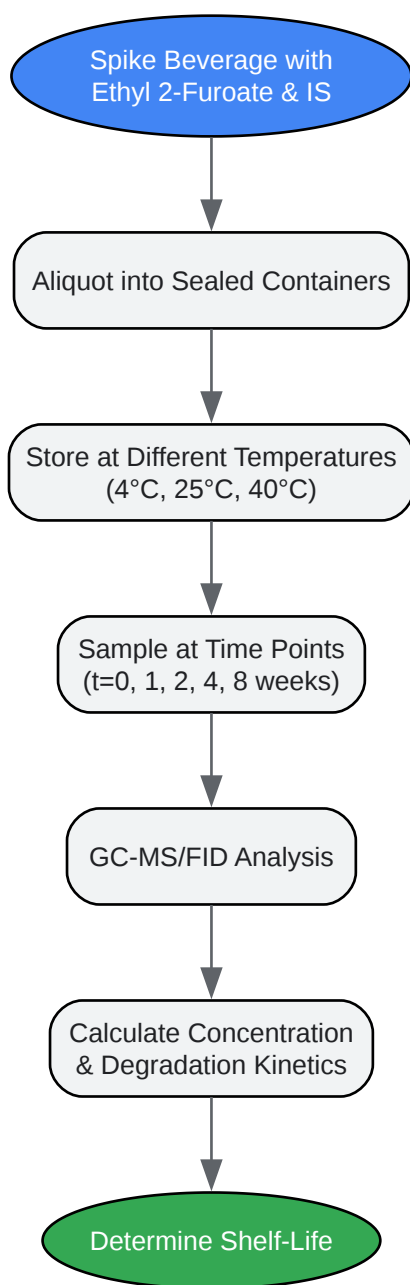 Spike Beverage with
Ethyl 2-Furoate & IS
Aliquot into Sealed Containers
Store at Different Temperatures
(4°C, 25°C, 40°C)
Sample at Time Points
(t=0, 1, 2, 4, 8 weeks)
GC-MS/FID Analysis
Calculate Concentration
& Degradation Kinetics
Determine Shelf-Life